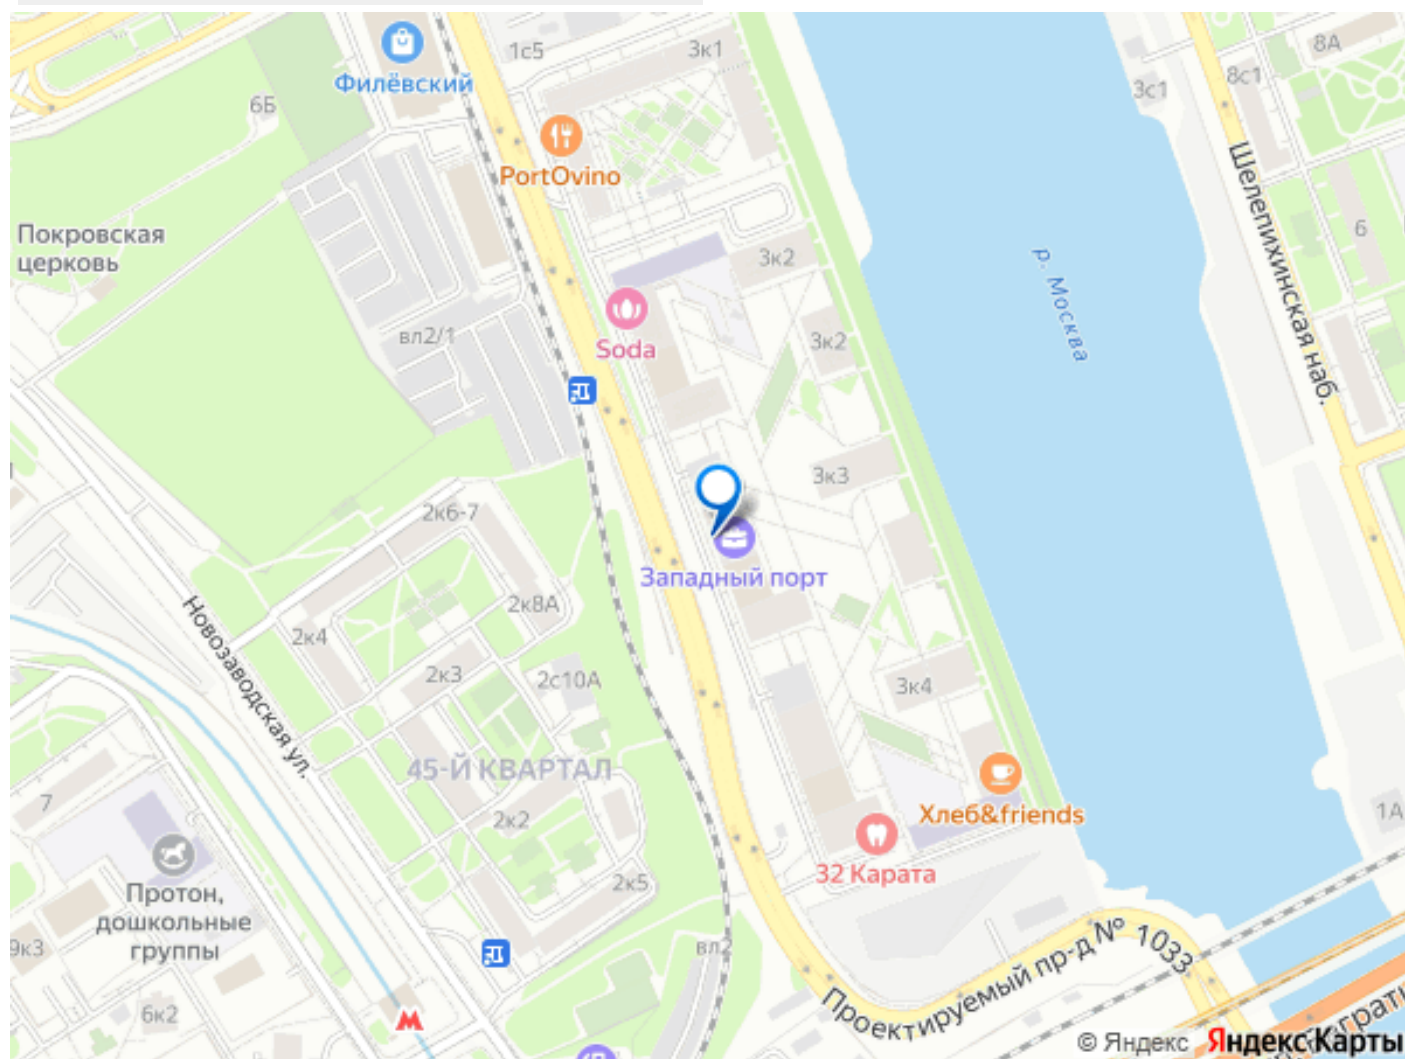 1с5
3к1
8А
8с1
3с1
Филёвский
6Б
PortOvino
Шелепихинская наб.
6
Покровская
церковь
3к2
р. Москва
вл2/1
Soda
3к2
3к3
2к6-7
Западный порт
2к8А
2к4
Новозаводская ул.
2к3
2с10А
3к4
45-Й КВАРТАЛ
7
2к2
Хлеб&friends
1А
32 Карата
2к5
Протон,
дошкольные
группы
9к3
вл2
6к2
Проектируемый пр-д № 1033
© Яндекс
Яндекс Карты